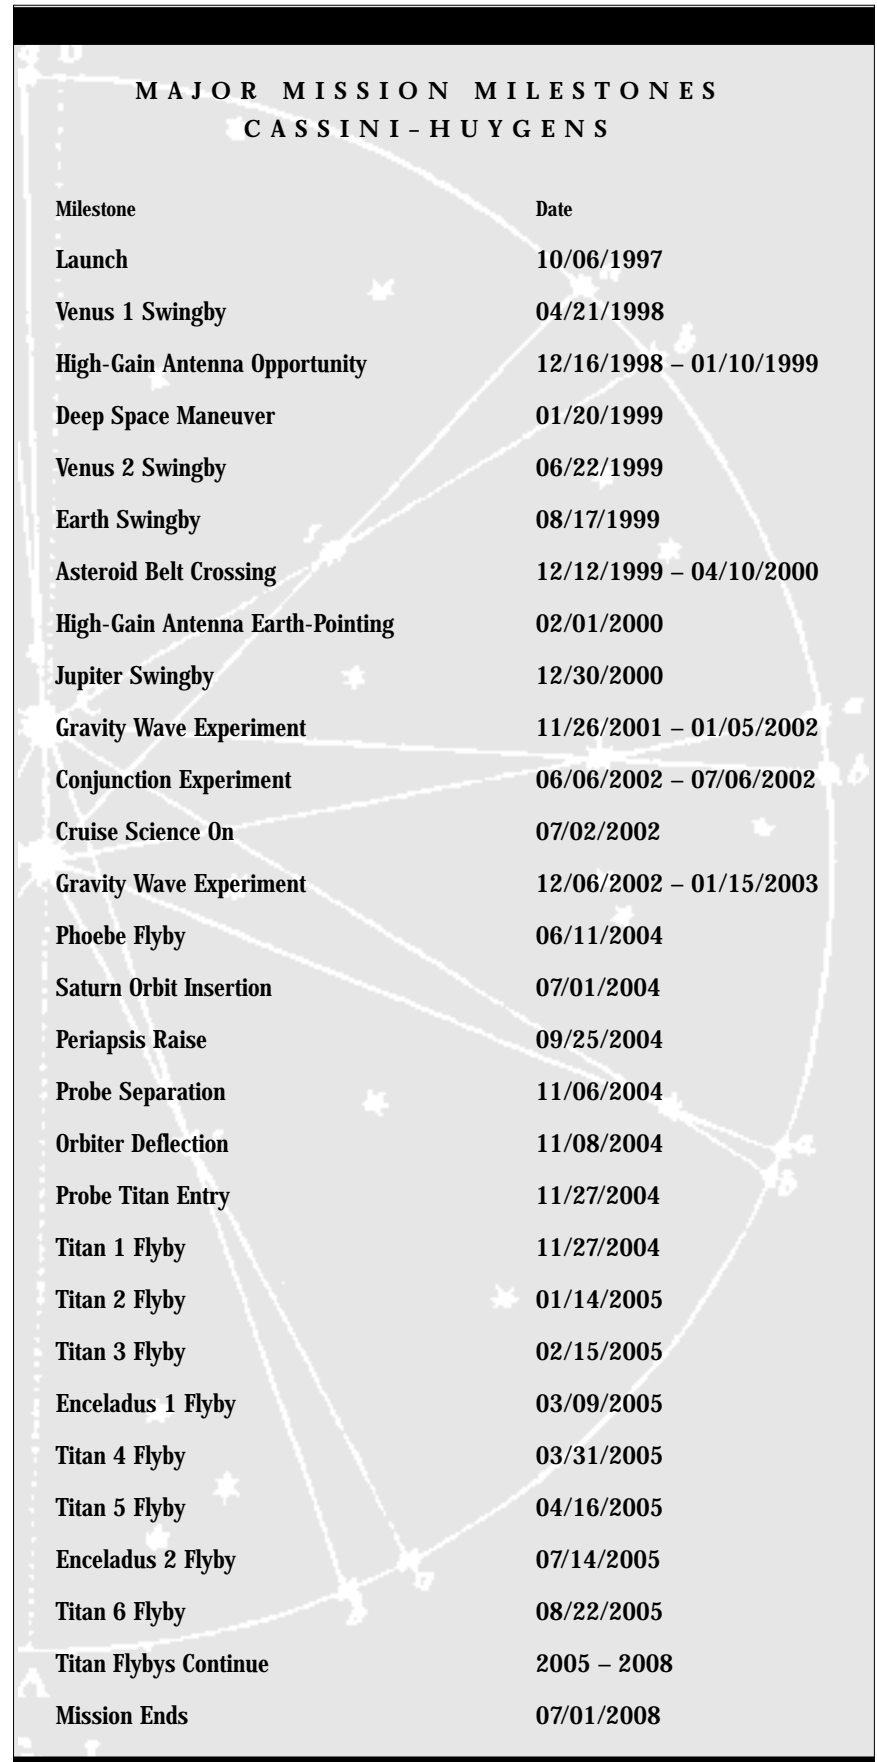 MAJOR MISSION MILESTONES
CASSINI–HUYGENS
Milestone Date
Launch 10/06/1997
Venus 1 Swingby 04/21/1998
High-Gain Antenna Opportunity 12/16/1998 – 01/10/1999
Deep Space Maneuver 01/20/1999
Venus 2 Swingby 06/22/1999
Earth Swingby 08/17/1999
Asteroid Belt Crossing 12/12/1999 – 04/10/2000
High-Gain Antenna Earth-Pointing 02/01/2000
Jupiter Swingby 12/30/2000
Gravity Wave Experiment 11/26/2001 – 01/05/2002
Conjunction Experiment 06/06/2002 – 07/06/2002
Cruise Science On 07/02/2002
Gravity Wave Experiment 12/06/2002 – 01/15/2003
Phoebe Flyby 06/11/2004
Saturn Orbit Insertion 07/01/2004
Periapsis Raise 09/25/2004
Probe Separation 11/06/2004
Orbiter Deflection 11/08/2004
Probe Titan Entry 11/27/2004
Titan 1 Flyby 11/27/2004
Titan 2 Flyby 01/14/2005
Titan 3 Flyby 02/15/2005
Enceladus 1 Flyby 03/09/2005
Titan 4 Flyby 03/31/2005
Titan 5 Flyby 04/16/2005
Enceladus 2 Flyby 07/14/2005
Titan 6 Flyby 08/22/2005
Titan Flybys Continue 2005 – 2008
Mission Ends 07/01/2008